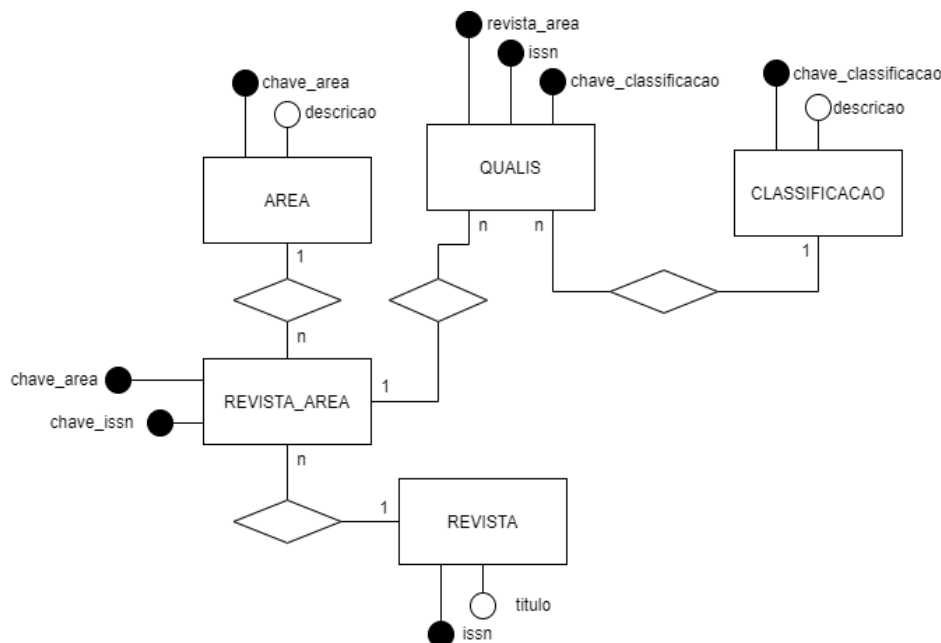 revista_area
issn
chave_classificacao
chave_area
descricao
chave_classificacao
descricao
AREA
QUALIS
CLASSIFICACAO
1
n
n
1
n
chave_area
chave_issn
REVISTA_AREA
1
n
1
REVISTA
titulo
issn